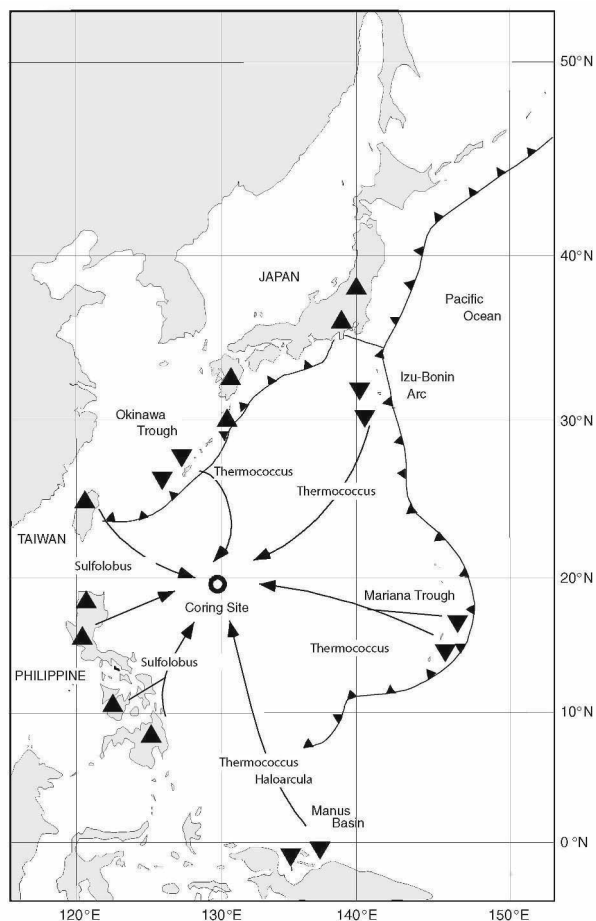 50°N
40°N
JAPAN
Pacific
Ocean
Izu-Bonin
Arc
30°N
Okinawa
Trough
Thermococcus
Thermococcus
TAIWAN
Sulfolobus
20°N
Mariana Trough
Coring Site
Thermococcus
Sulfolobus
PHILIPPINE
10°N
Thermococcus
Haloarcula
Manus
Basin
0°N
120°E
130°E
140°E
150°E